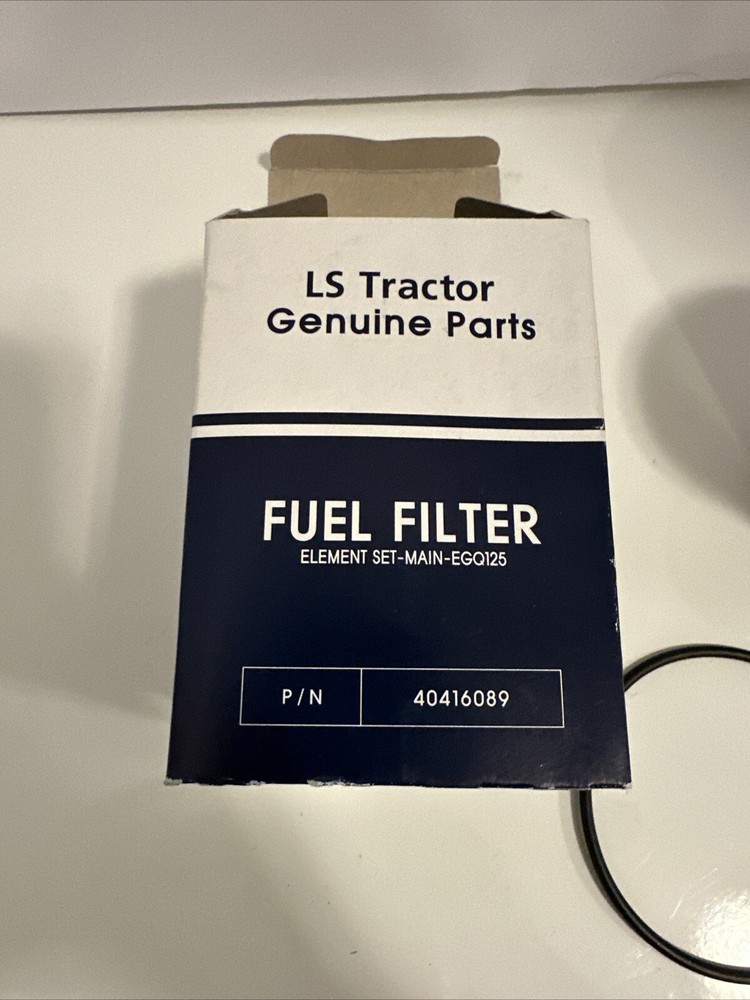 LS Tractor
Genuine Parts
FUEL FILTER
ELEMENT SET-MAIN-EGQ125
P/N 40416089